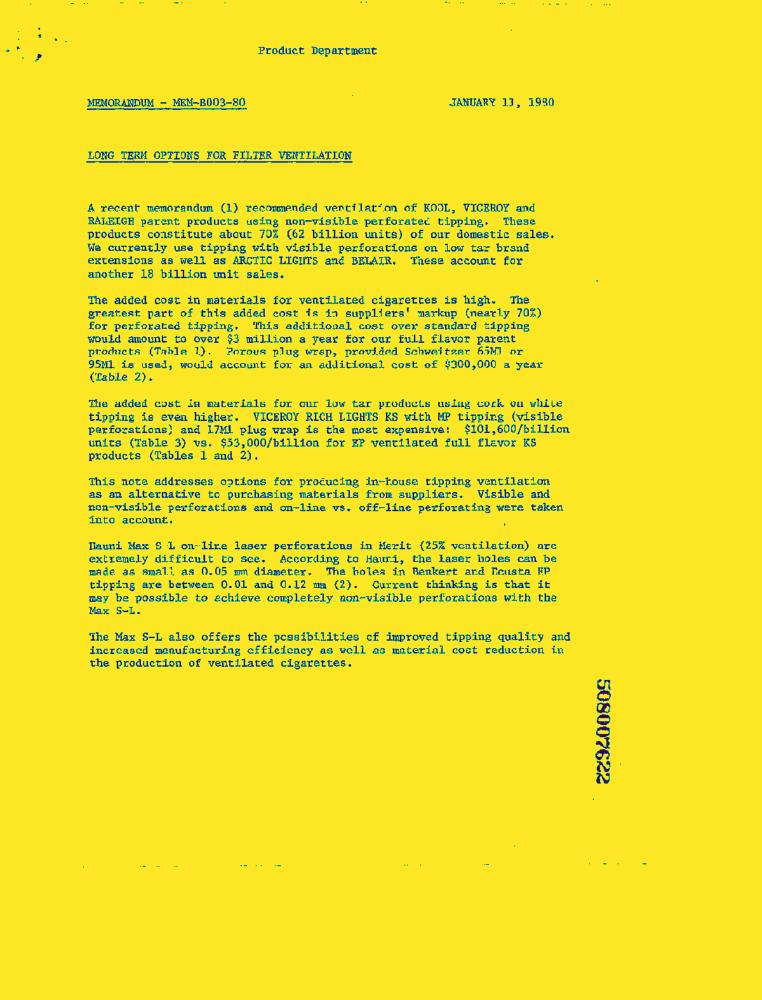 Product Department
MEMORANDUM - MEM-B003-80 JANUARY 11, 1980
LONG TERM OPTIONS FOR FILTER VENTILATION
A recent memorandum (1) recommended ventilation of KOOL, VICEROY and
RALEIGH parent products using non-visible perforated tipping. These
products constitute about 70% (62 billion units) of our domestic sales.
We currently use tipping with visible perforations on low tar brand
extensions as well as ARCTIC LIGHTS and BELAIR. These account for
another 18 billion unit sales.
The added cost in materials for ventilated cigarettes is high. The
greatest part of this added cost is in suppliers' markup (nearly 70%)
for perforated tipping. This additional cost over standard tipping
would amount to over $3 million a year for our full flavor parent
products (Table 1). Porous plug wrap, provided Schweitzer 65M1 or
95M1 is used, would account for an additional cost of $300,000 a year
(Table 2).
The added cost in materials for our low tar products using cork on white
tipping is even higher. VICEROY RICH LIGHTS KS with MP tipping (visible
perforations) and 17M1 plug wrap is the most expensive: $101,600/billion
units (Table 3) vs. $53,000/billion for EP ventilated full flavor KS
products (Tables 1 and 2).
This note addresses options for producing in-house tipping ventilation
as an alternative to purchasing materials from suppliers. Visible and
non-visible perforations and on-line vs. off-line perforating were taken
into account.
Hauni Max S-L on-line laser perforations in Merit (25% ventilation) are
extremely difficult to see. According to Hauni, the laser holes can be
made as small as 0.05 mm diameter. The holes in Benkert and Ecusta EP
tipping are between 0.01 and 0.12 mm (2). Current thinking is that it
may be possible to achieve completely non-visible perforations with the
Max S-L.
The Max S-L also offers the possibilities of improved tipping quality and
increased manufacturing efficiency as well as material cost reduction in
the production of ventilated cigarettes.
508007622